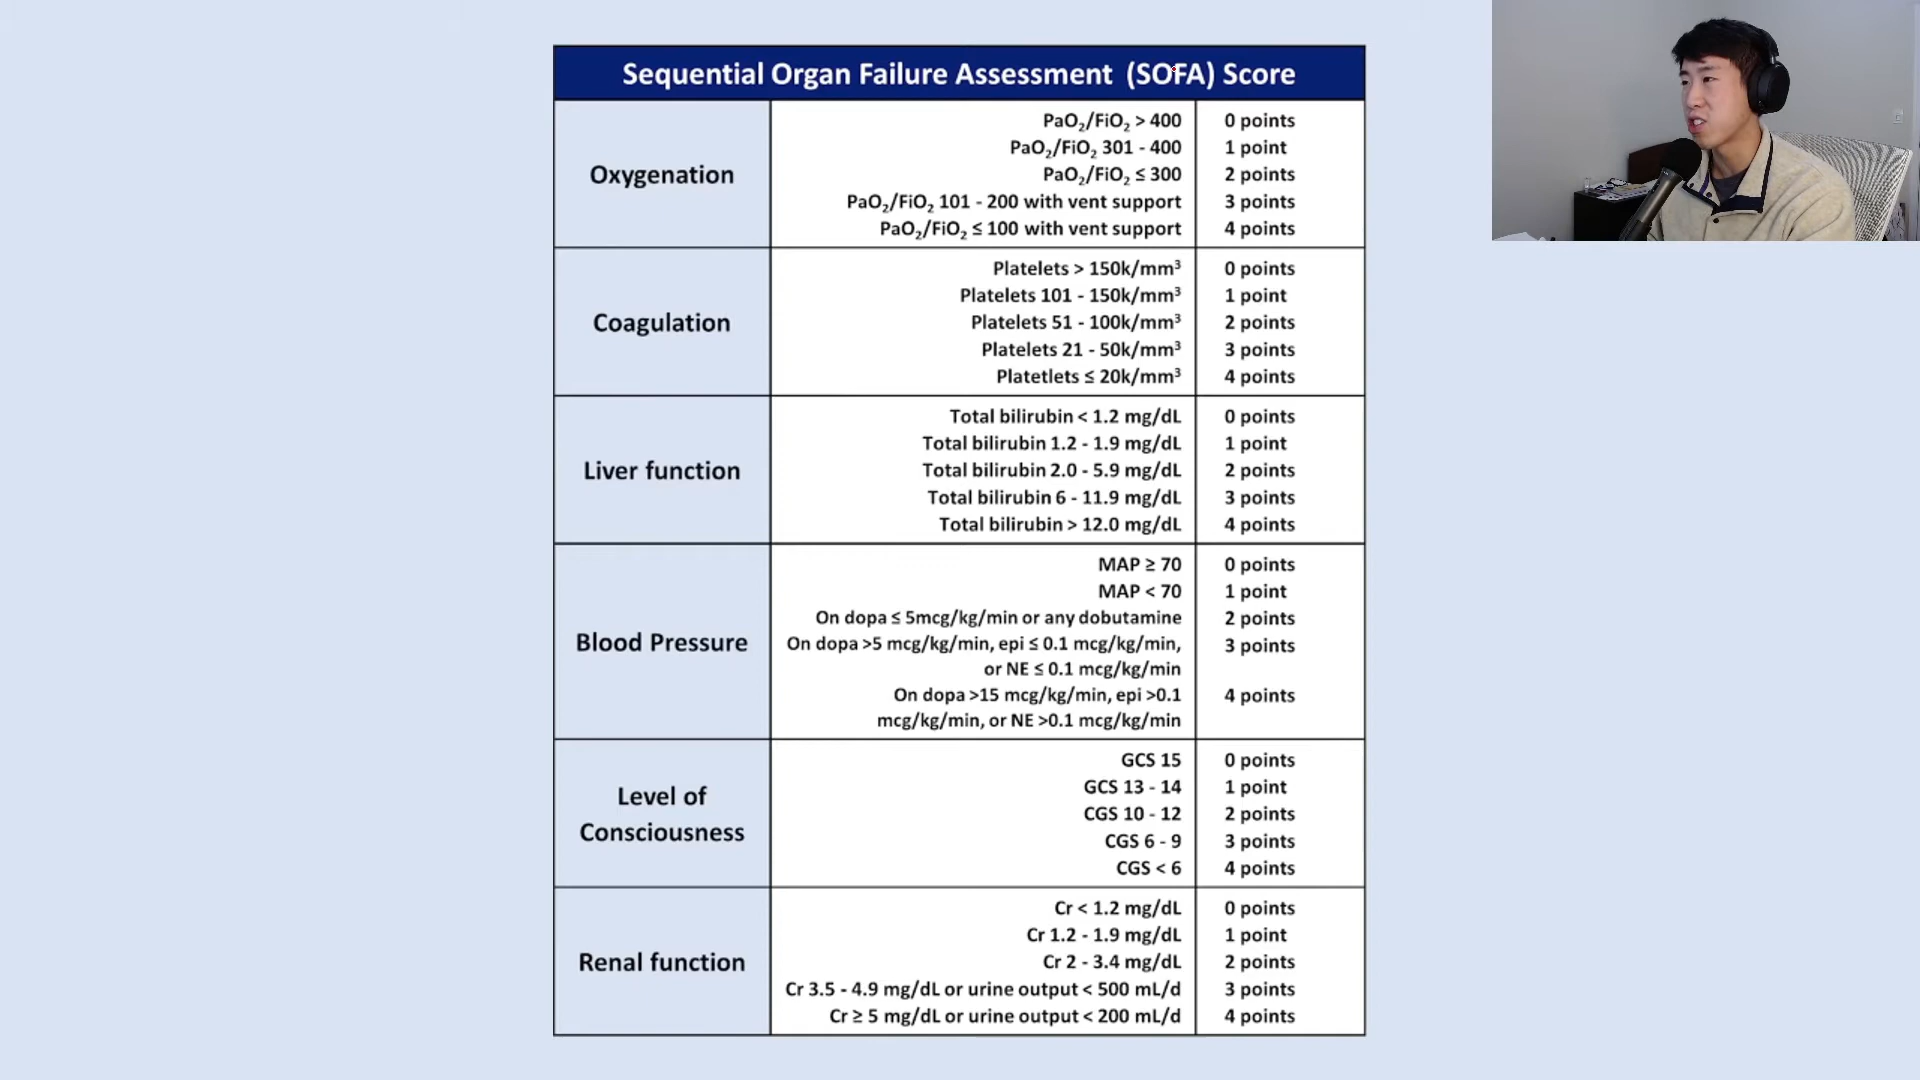 Sequential Organ Failure Assessment (SOFA) Score
Oxygenation
PaO₂/FiO₂ > 400 0 points
PaO₂/FiO₂ 301 - 400 1 point
PaO₂/FiO₂ ≤ 300 2 points
PaO₂/FiO₂ 101 - 200 with vent support 3 points
PaO₂/FiO₂ ≤ 100 with vent support 4 points
Coagulation
Platelets > 150k/mm³ 0 points
Platelets 101 - 150k/mm³ 1 point
Platelets 51 - 100k/mm³ 2 points
Platelets 21 - 50k/mm³ 3 points
Platetlets ≤ 20k/mm³ 4 points
Liver function
Total bilirubin < 1.2 mg/dL 0 points
Total bilirubin 1.2 - 1.9 mg/dL 1 point
Total bilirubin 2.0 - 5.9 mg/dL 2 points
Total bilirubin 6 - 11.9 mg/dL 3 points
Total bilirubin > 12.0 mg/dL 4 points
Blood Pressure
MAP ≥ 70 0 points
MAP < 70 1 point
On dopa ≤ 5mcg/kg/min or any dobutamine 2 points
On dopa >5 mcg/kg/min, epi ≤ 0.1 mcg/kg/min, 3 points
or NE ≤ 0.1 mcg/kg/min
On dopa >15 mcg/kg/min, epi >0.1 4 points
mcg/kg/min, or NE >0.1 mcg/kg/min
Level of
Consciousness
GCS 15 0 points
GCS 13 - 14 1 point
CGS 10 - 12 2 points
CGS 6 - 9 3 points
CGS < 6 4 points
Renal function
Cr < 1.2 mg/dL 0 points
Cr 1.2 - 1.9 mg/dL 1 point
Cr 2 - 3.4 mg/dL 2 points
Cr 3.5 - 4.9 mg/dL or urine output < 500 mL/d 3 points
Cr ≥ 5 mg/dL or urine output < 200 mL/d 4 points